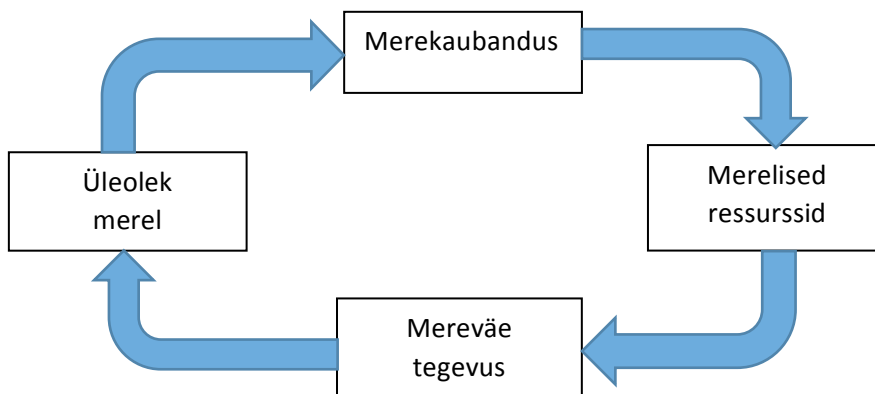 Merekaubandus
Üleolek
merel
Merelised
ressurssid
Mereväe
tegevus